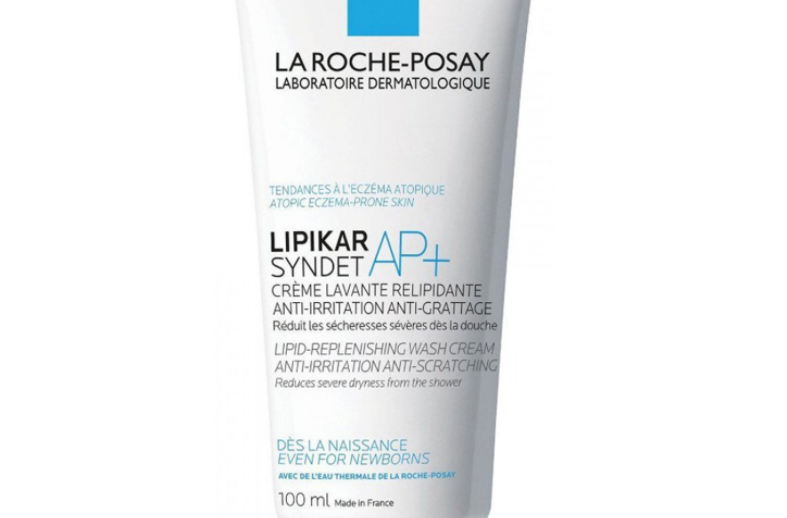 LA ROCHE-POSAY
LABORATOIRE DERMATOLOGIQUE
TENDANCES À L'ECZÉMA ATOPIQUE
ATOPIC ECZEMA-PRONE SKIN
LIPIKAR
SYNDET AP+
CRÈME LAVANTE RELIPIDANTE
ANTI-IRRITATION ANTI-GRATTAGE
Réduit les sécheresses sévères dès la douche
LIPID-REPLENISHING WASH CREAM
ANTI-IRRITATION ANTI-SCRATCHING
Reduces severe dryness from the shower
DÈS LA NAISSANCE
EVEN FOR NEWBORNS
AVEC DE L'EAU THERMALE DE LA ROCHE-POSAY
100 ml Made in France